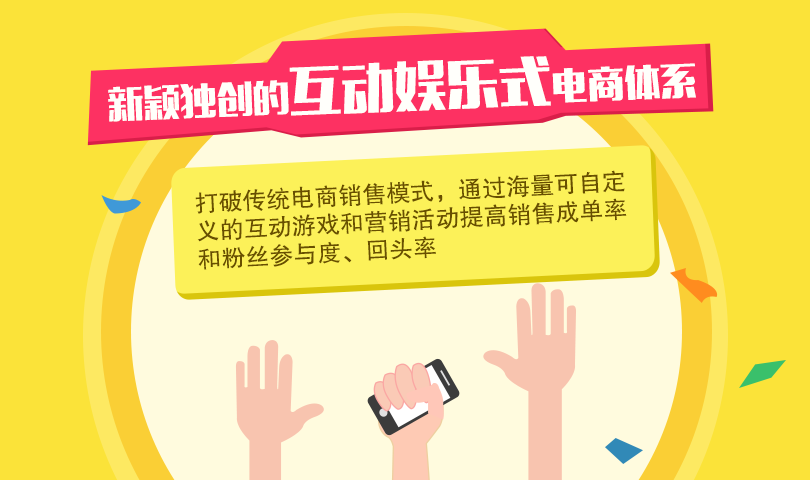 新颖独创的互动娱乐式电商体系
打破传统电商销售模式，通过海量可自定
义的互动游戏和营销活动提高销售成单率
和粉丝参与度、回头率